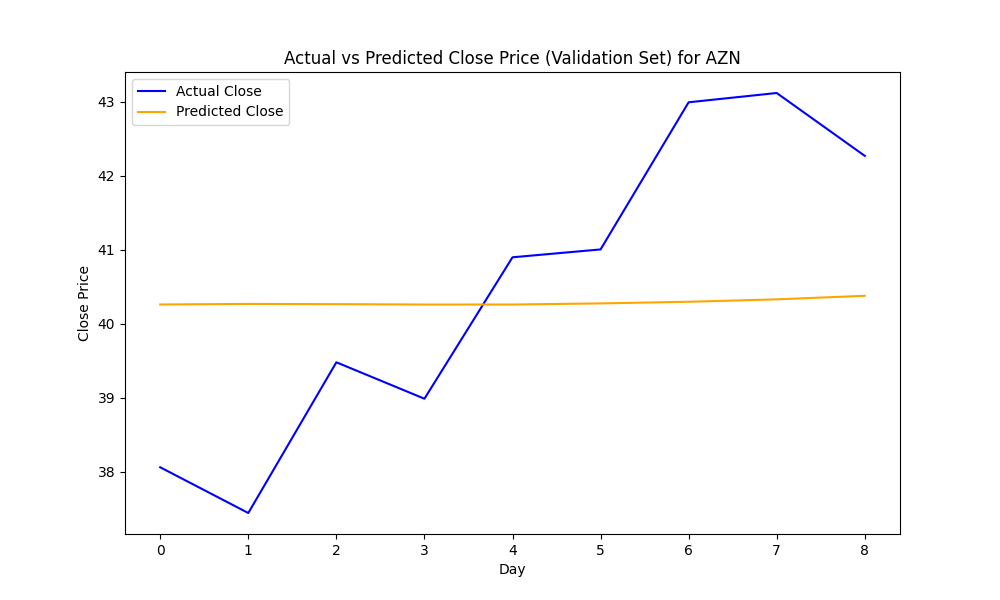 Actual vs Predicted Close Price (Validation Set) for AZN
Actual Close
Predicted Close
43
42
41
40
39
38
Close Price
0 1 2 3 4 5 6 7 8
Day